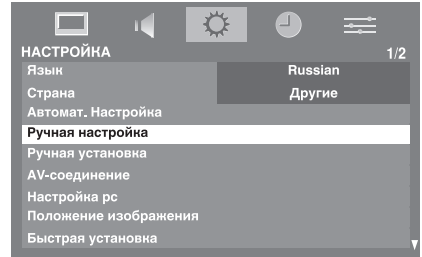 НАСТРОЙКА 1/2
Язык Russian
Страна Другие
Автомат. Настройка
Ручная настройка
Ручная установка
AV-соединение
Настройка pc
Положение изображения
Быстрая установка